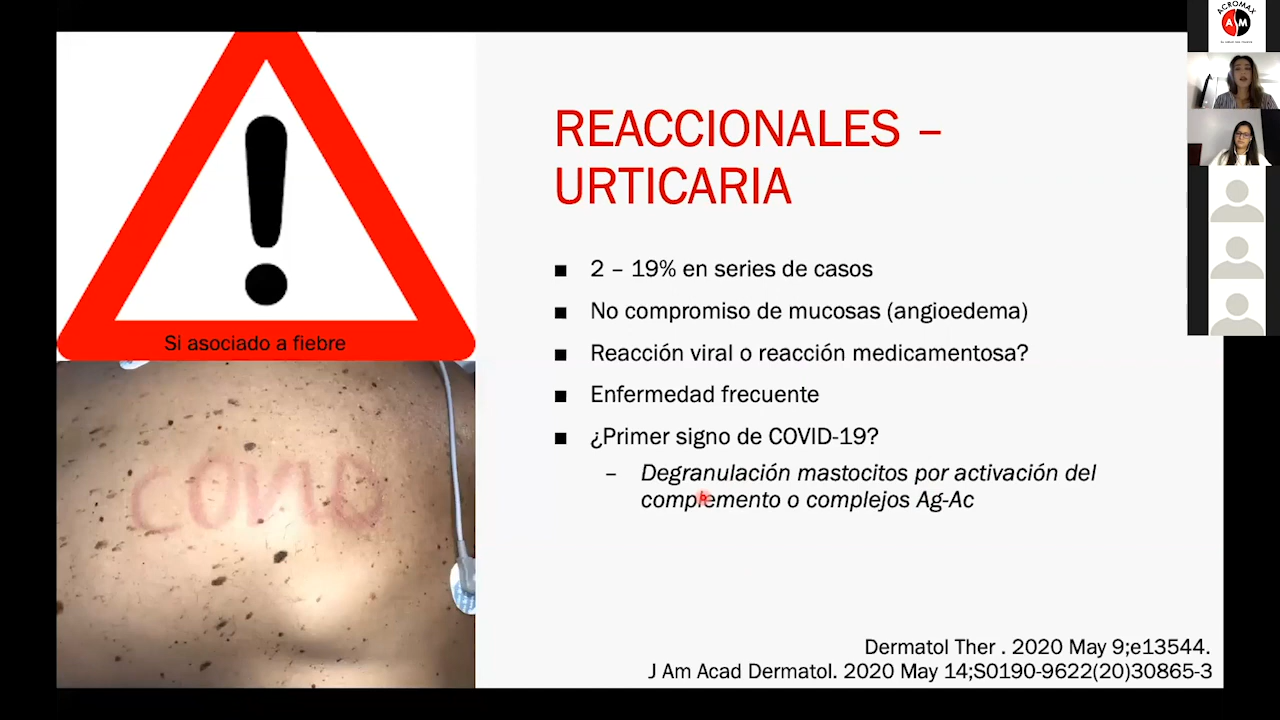 ACROMAX
ASM
Si asociado a fiebre
COVID
REACCIONALES –
URTICARIA
■ 2 – 19% en series de casos
■ No compromiso de mucosas (angioedema)
■ Reacción viral o reacción medicamentosa?
■ Enfermedad frecuente
■ ¿Primer signo de COVID-19?
– Degranulación mastocitos por activación del
complemento o complejos Ag-Ac
Dermatol Ther . 2020 May 9;e13544.
J Am Acad Dermatol. 2020 May 14;S0190-9622(20)30865-3